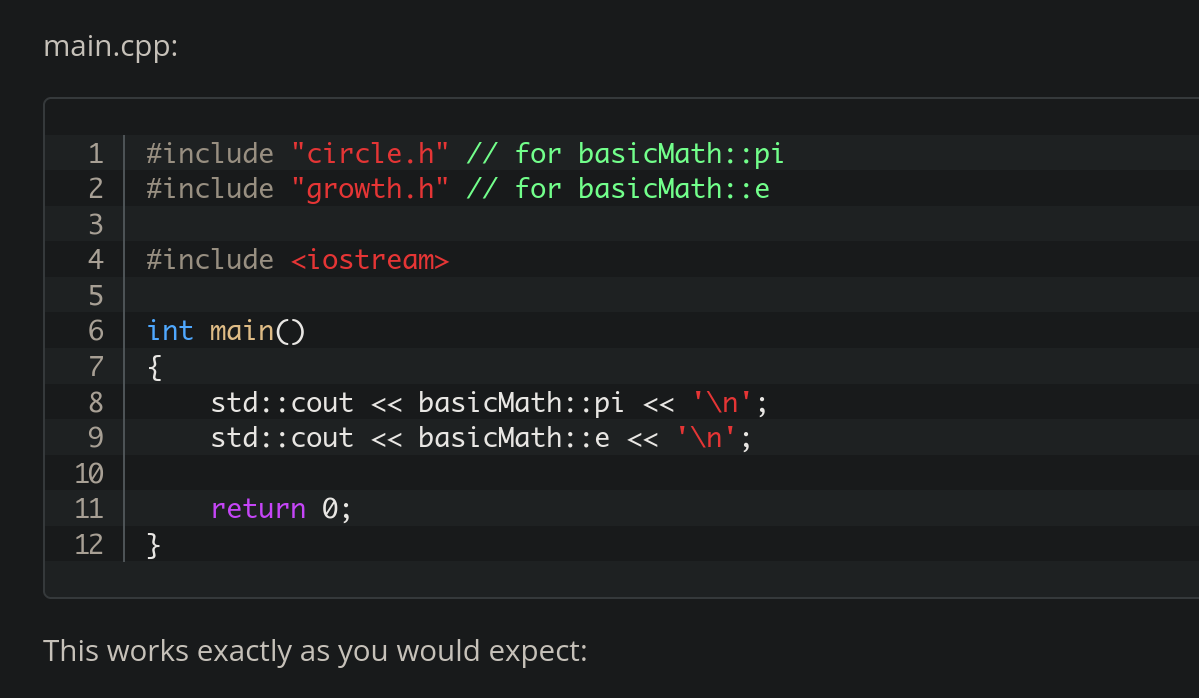 main.cpp:
1 #include "circle.h" // for basicMath::pi
2 #include "growth.h" // for basicMath::e
3
4 #include <iostream>
5
6 int main()
7 {
8     std::cout << basicMath::pi << '\n';
9     std::cout << basicMath::e << '\n';
10
11     return 0;
12 }
This works exactly as you would expect: